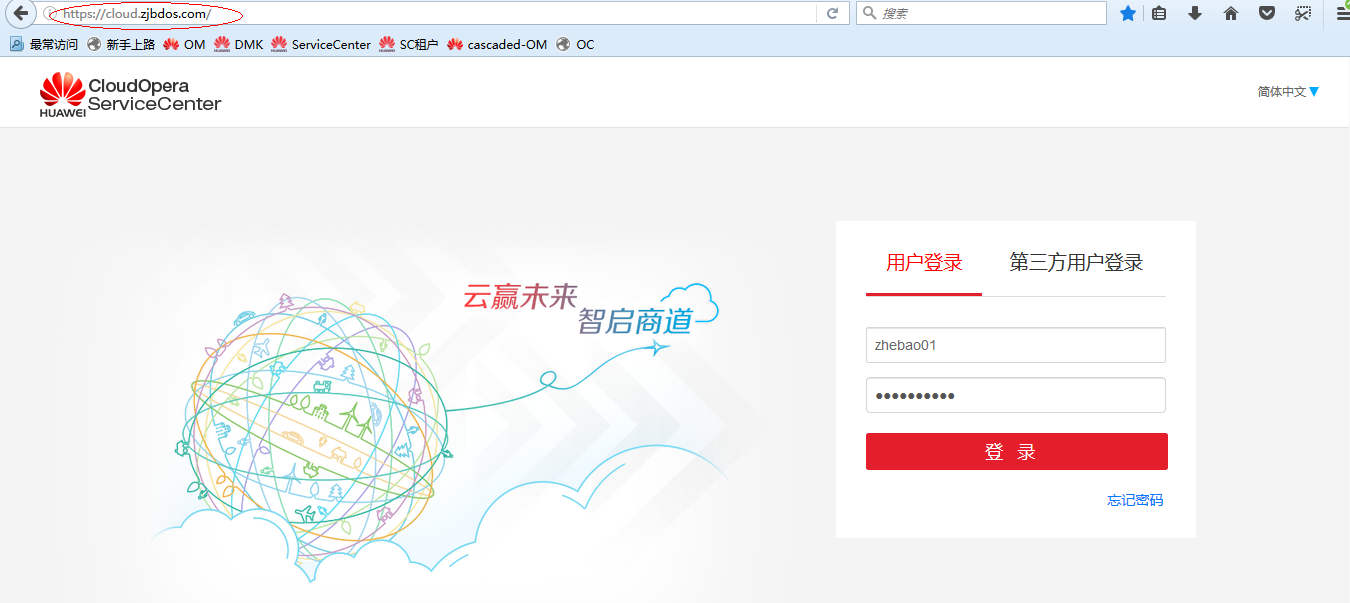 https://cloud.zjbdos.com/
搜索
最常访问 新手上路 OM DMK ServiceCenter SC租户 cascaded-OM OC
HUAWEI
CloudOpera
ServiceCenter
简体中文▼
云赢未来
智启商道
用户登录 第三方用户登录
zhebao01
●●●●●●●●●●
登 录
忘记密码